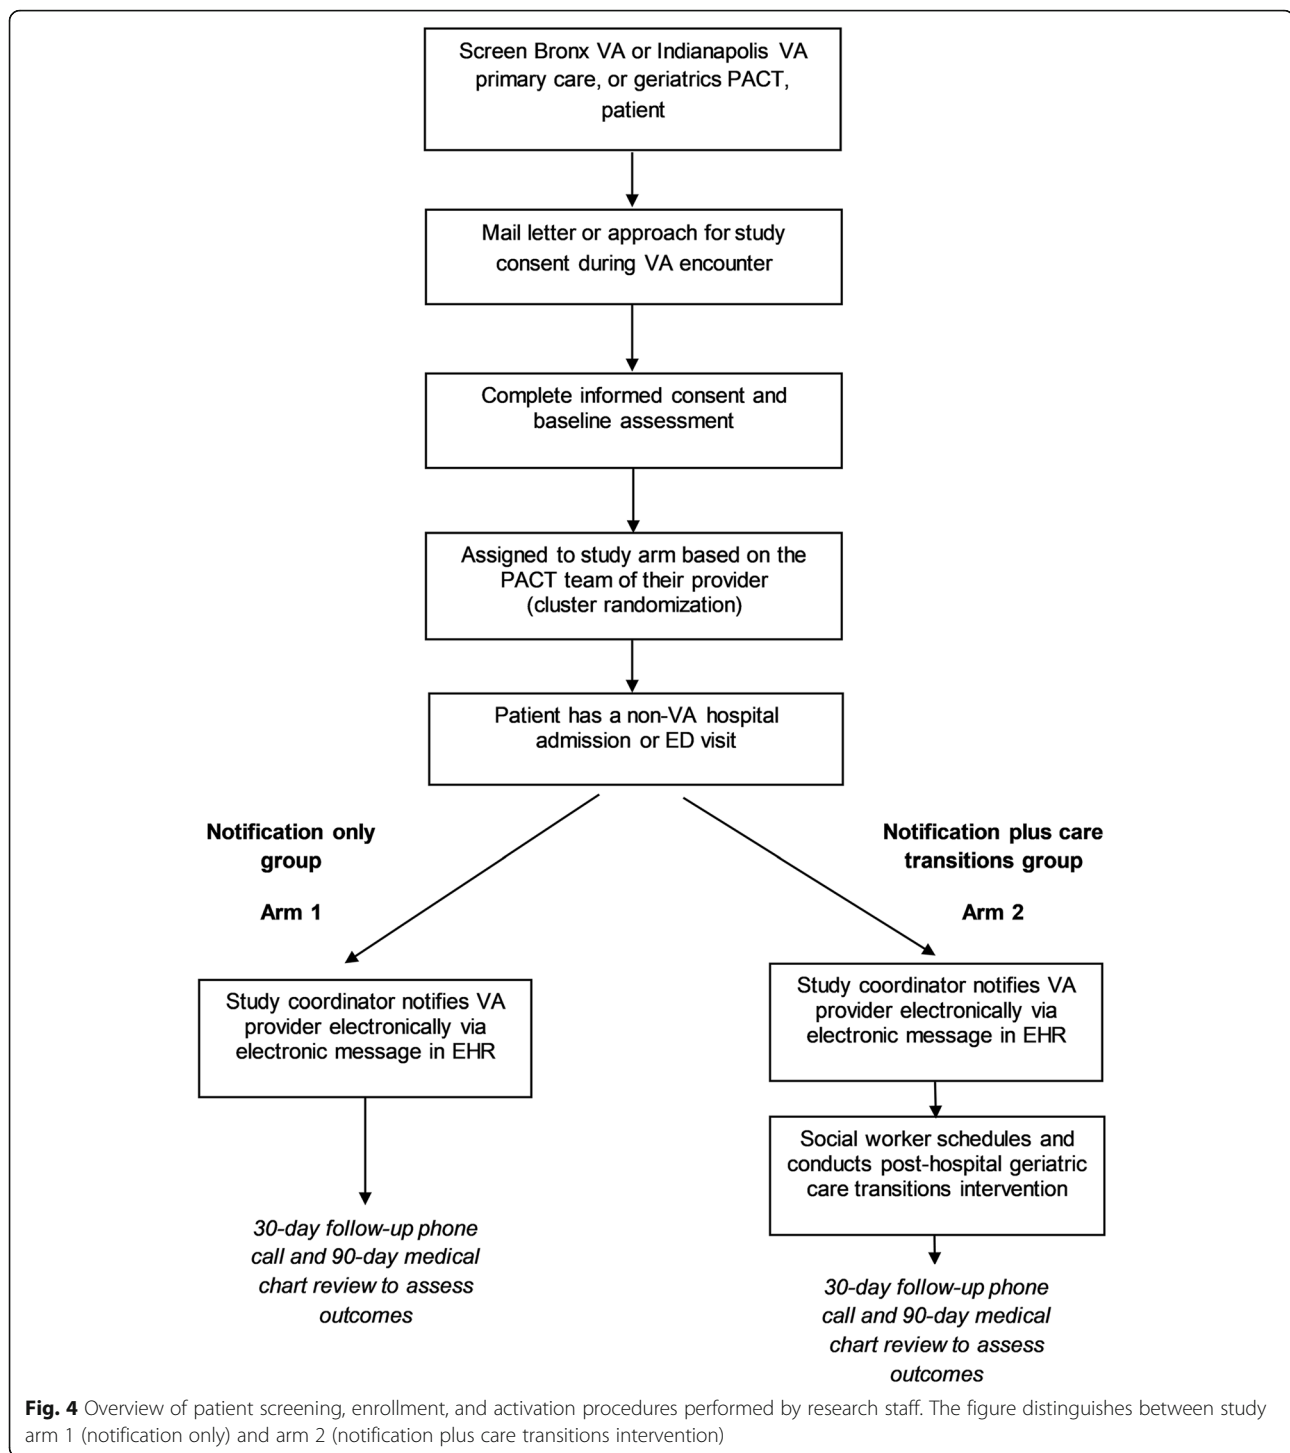 Screen Bronx VA or Indianapolis VA
primary care, or geriatrics PACT,
patient
Mail letter or approach for study
consent during VA encounter
Complete informed consent and
baseline assessment
Assigned to study arm based on the
PACT team of their provider
(cluster randomization)
Patient has a non-VA hospital
admission or ED visit
Notification only
group
Arm 1
Study coordinator notifies VA
provider electronically via
electronic message in EHR
30-day follow-up phone
call and 90-day medical
chart review to assess
outcomes
Notification plus care
transitions group
Arm 2
Study coordinator notifies VA
provider electronically via
electronic message in EHR
Social worker schedules and
conducts post-hospital geriatric
care transitions intervention
30-day follow-up phone
call and 90-day medical
chart review to assess
outcomes
Fig. 4 Overview of patient screening, enrollment, and activation procedures performed by research staff. The figure distinguishes between study
arm 1 (notification only) and arm 2 (notification plus care transitions intervention)